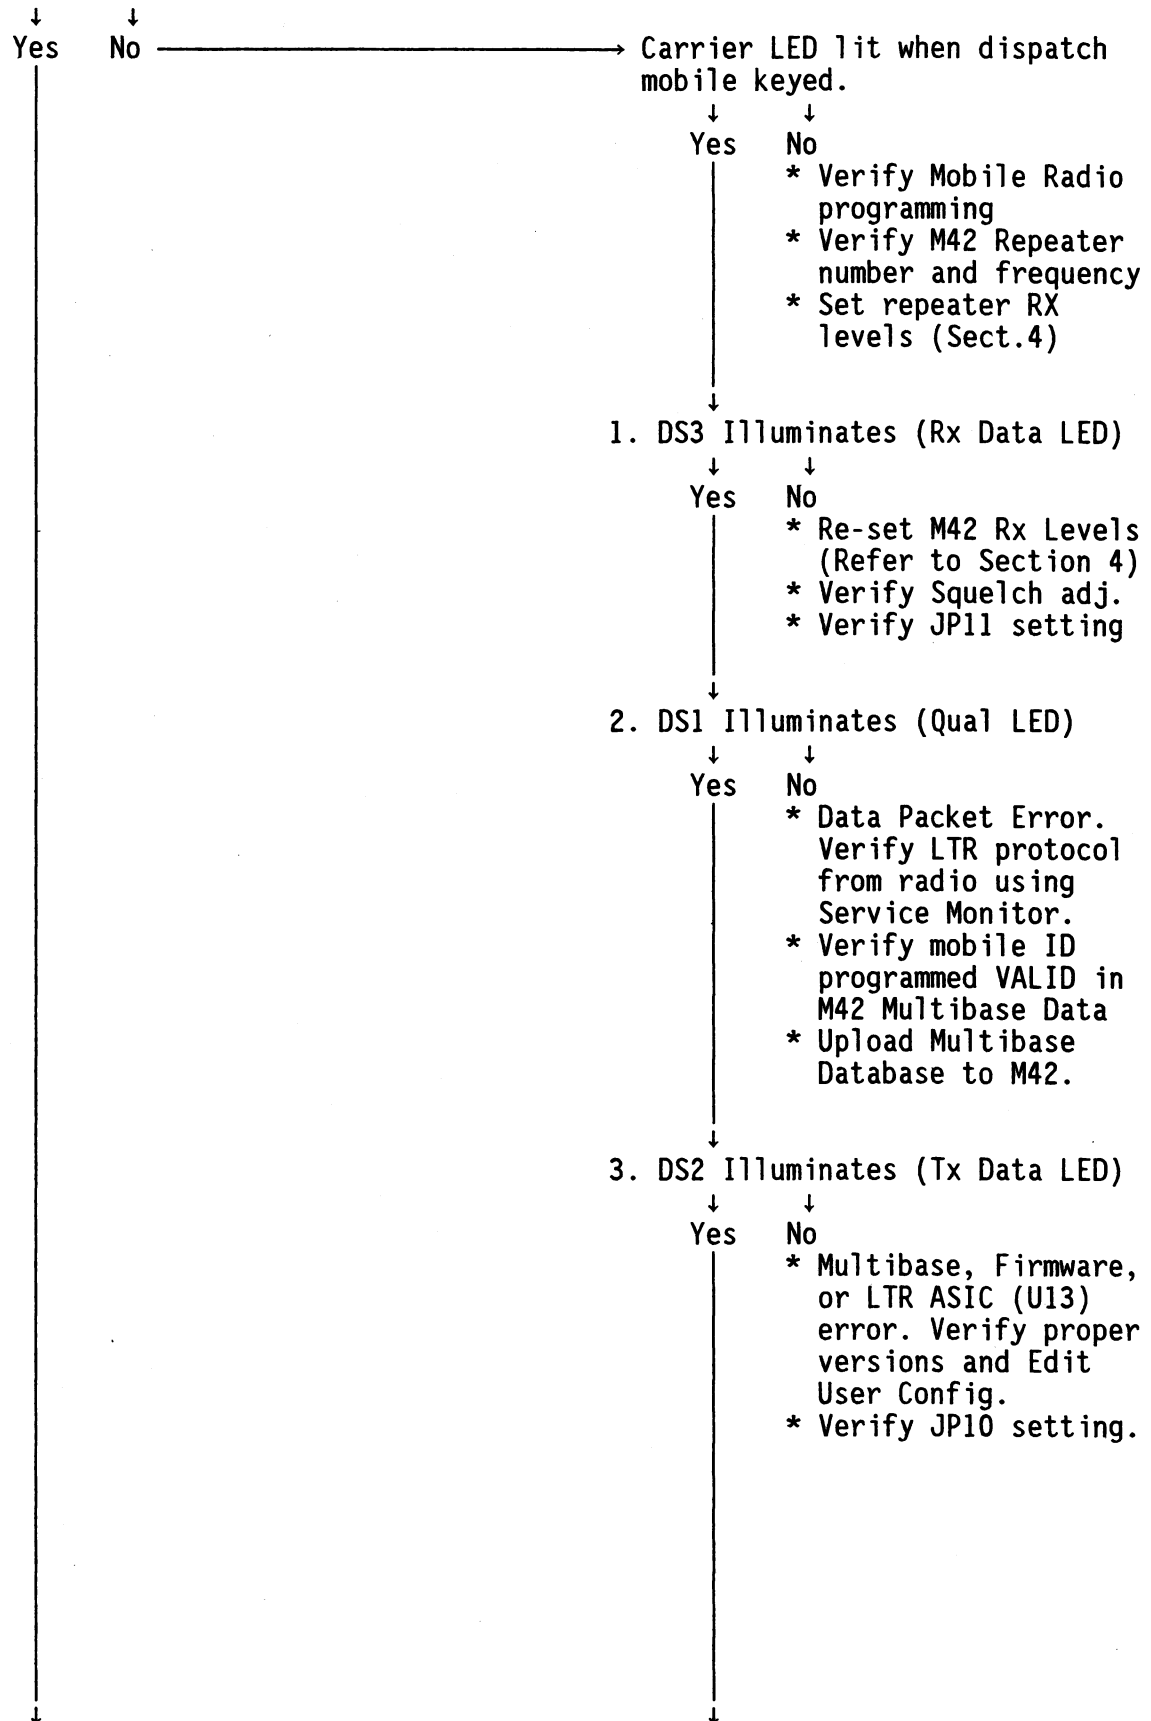 ↓ ↓
Yes No → Carrier LED lit when dispatch
mobile keyed.
↓ ↓
Yes No
* Verify Mobile Radio
programming
* Verify M42 Repeater
number and frequency
* Set repeater RX
levels (Sect.4)
↓
1. DS3 Illuminates (Rx Data LED)
↓ ↓
Yes No
* Re-set M42 Rx Levels
(Refer to Section 4)
* Verify Squelch adj.
* Verify JP11 setting
↓
2. DS1 Illuminates (Qual LED)
↓ ↓
Yes No
* Data Packet Error.
Verify LTR protocol
from radio using
Service Monitor.
* Verify mobile ID
programmed VALID in
M42 Multibase Data
* Upload Multibase
Database to M42.
↓
3. DS2 Illuminates (Tx Data LED)
↓ ↓
Yes No
* Multibase, Firmware,
or LTR ASIC (U13)
error. Verify proper
versions and Edit
User Config.
* Verify JP10 setting.
↓ ↓